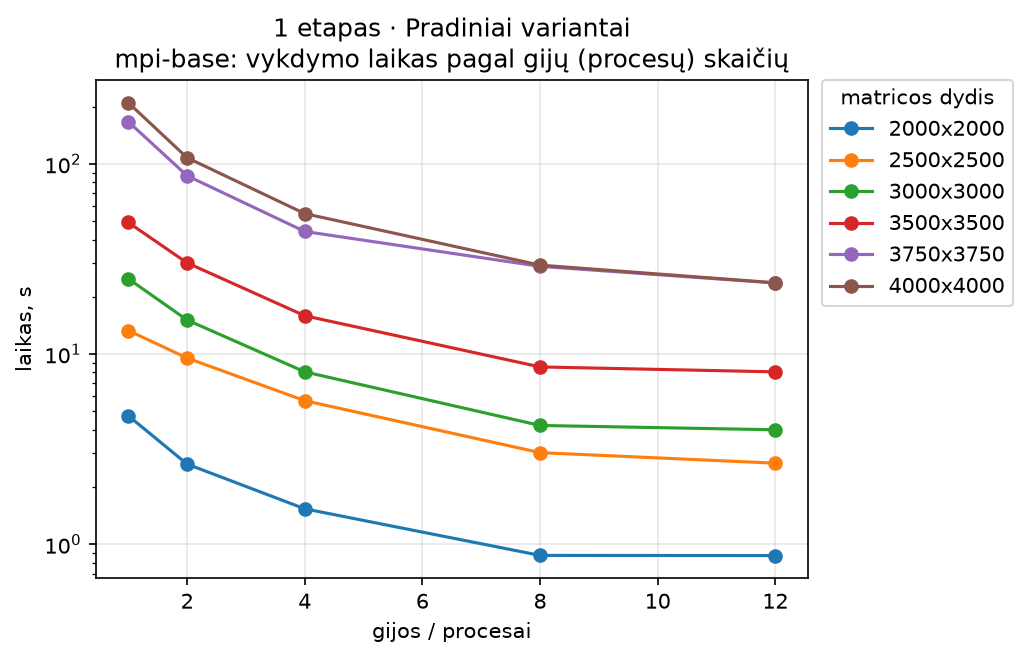 1 etapas · Pradiniai variantai
mpi-base: vykdymo laikas pagal gijų (procesų) skaičių
matricos dydis
2000x2000
2500x2500
3000x3000
3500x3500
3750x3750
4000x4000
laikas, s
10²
10¹
10⁰
2 4 6 8 10 12
gijos / procesai